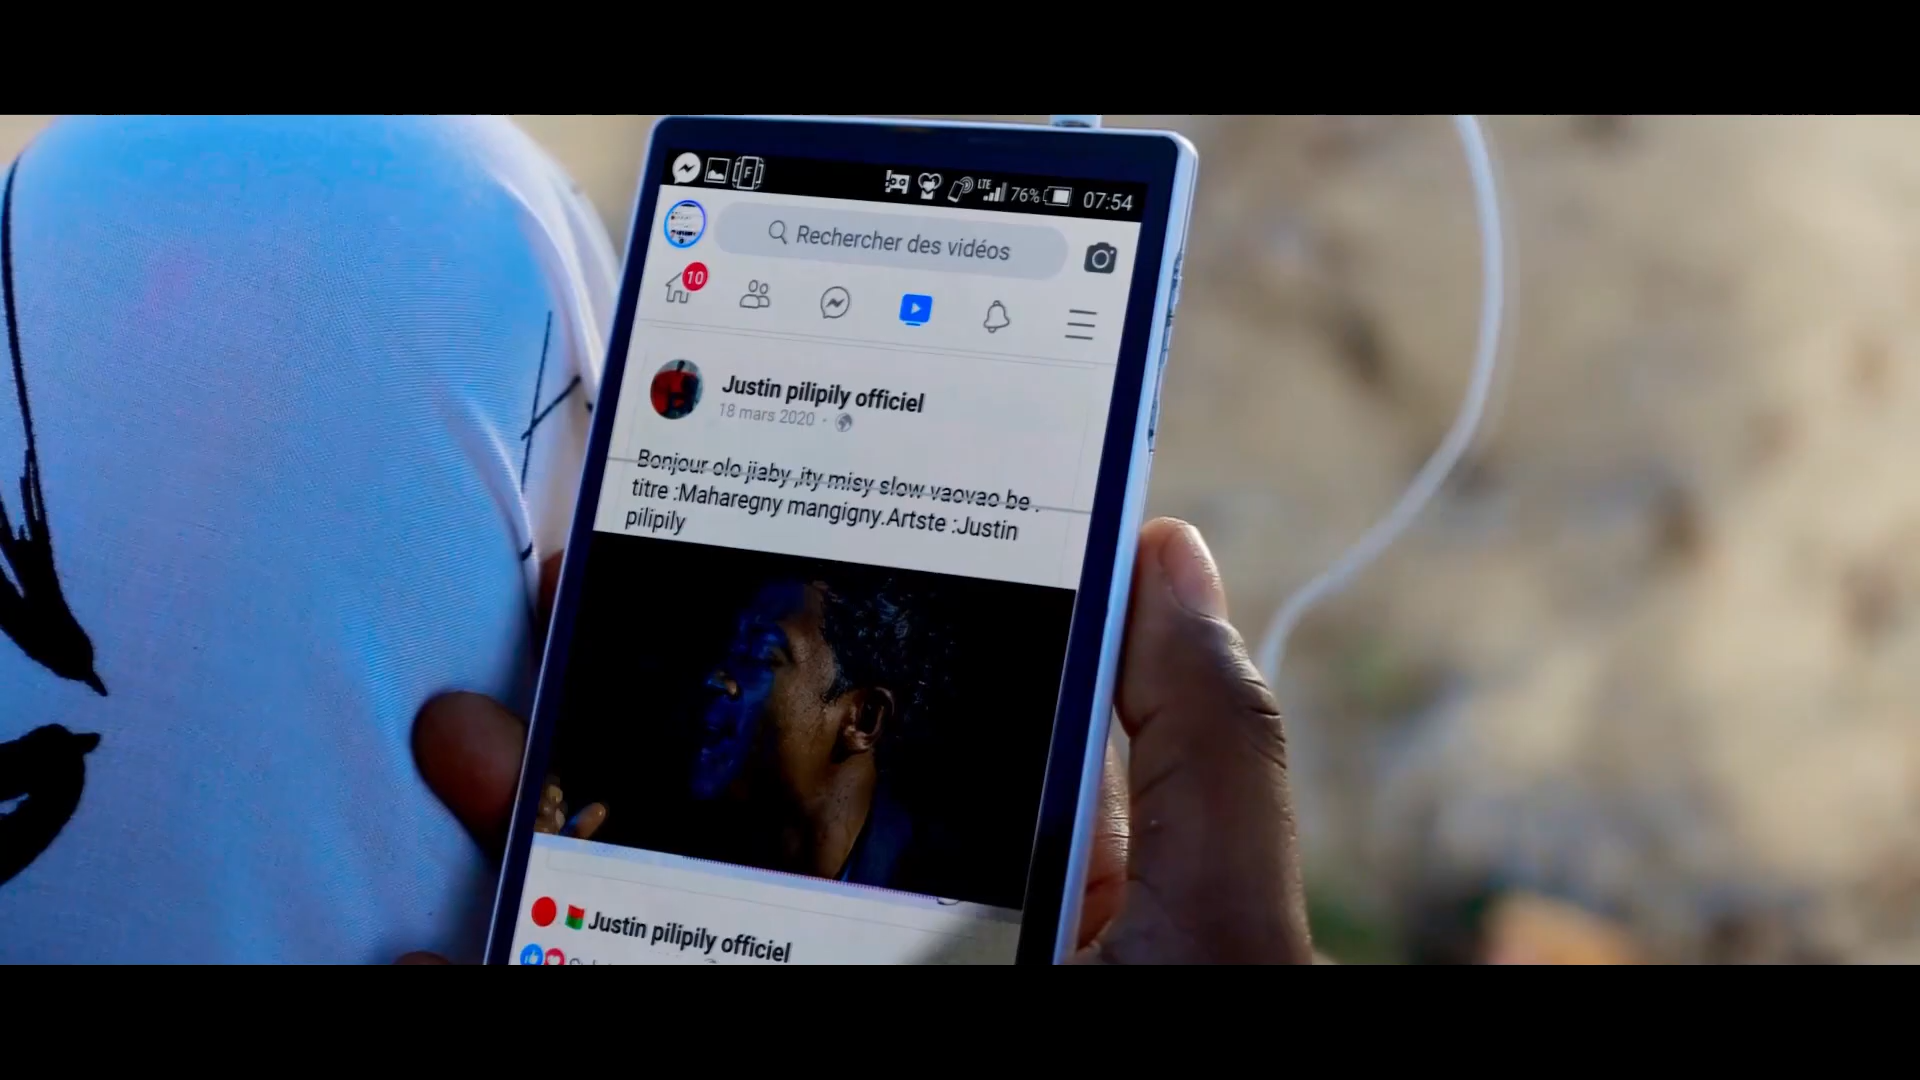 LTE 76% 07:54
Rechercher des vidéos
10
Justin pilipily officiel
18 mars 2020
Bonjour olo jiaby ,ity misy slow vaovao be .
titre :Maharegny mangigny.Artste :Justin
pilipily
Justin pilipily officiel